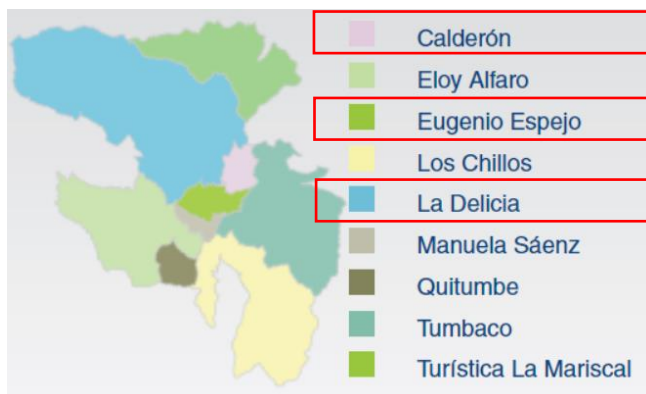 Calderón
Eloy Alfaro
Eugenio Espejo
Los Chillos
La Delicia
Manuela Sáenz
Quitumbe
Tumbaco
Turística La Mariscal